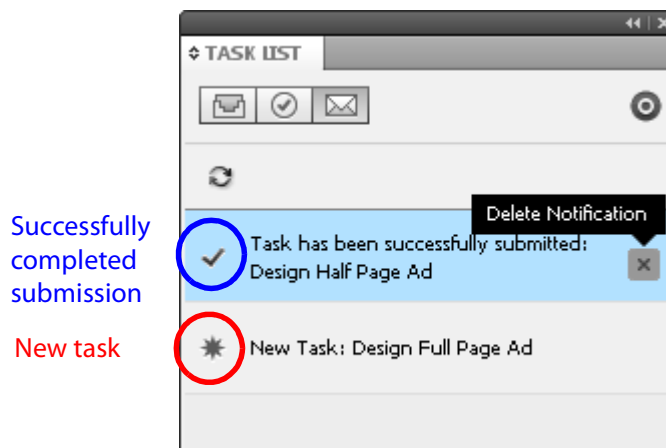 TASK LIST
Delete Notification
Successfully
completed
submission
Task has been successfully submitted:
Design Half Page Ad
New task
New Task: Design Full Page Ad